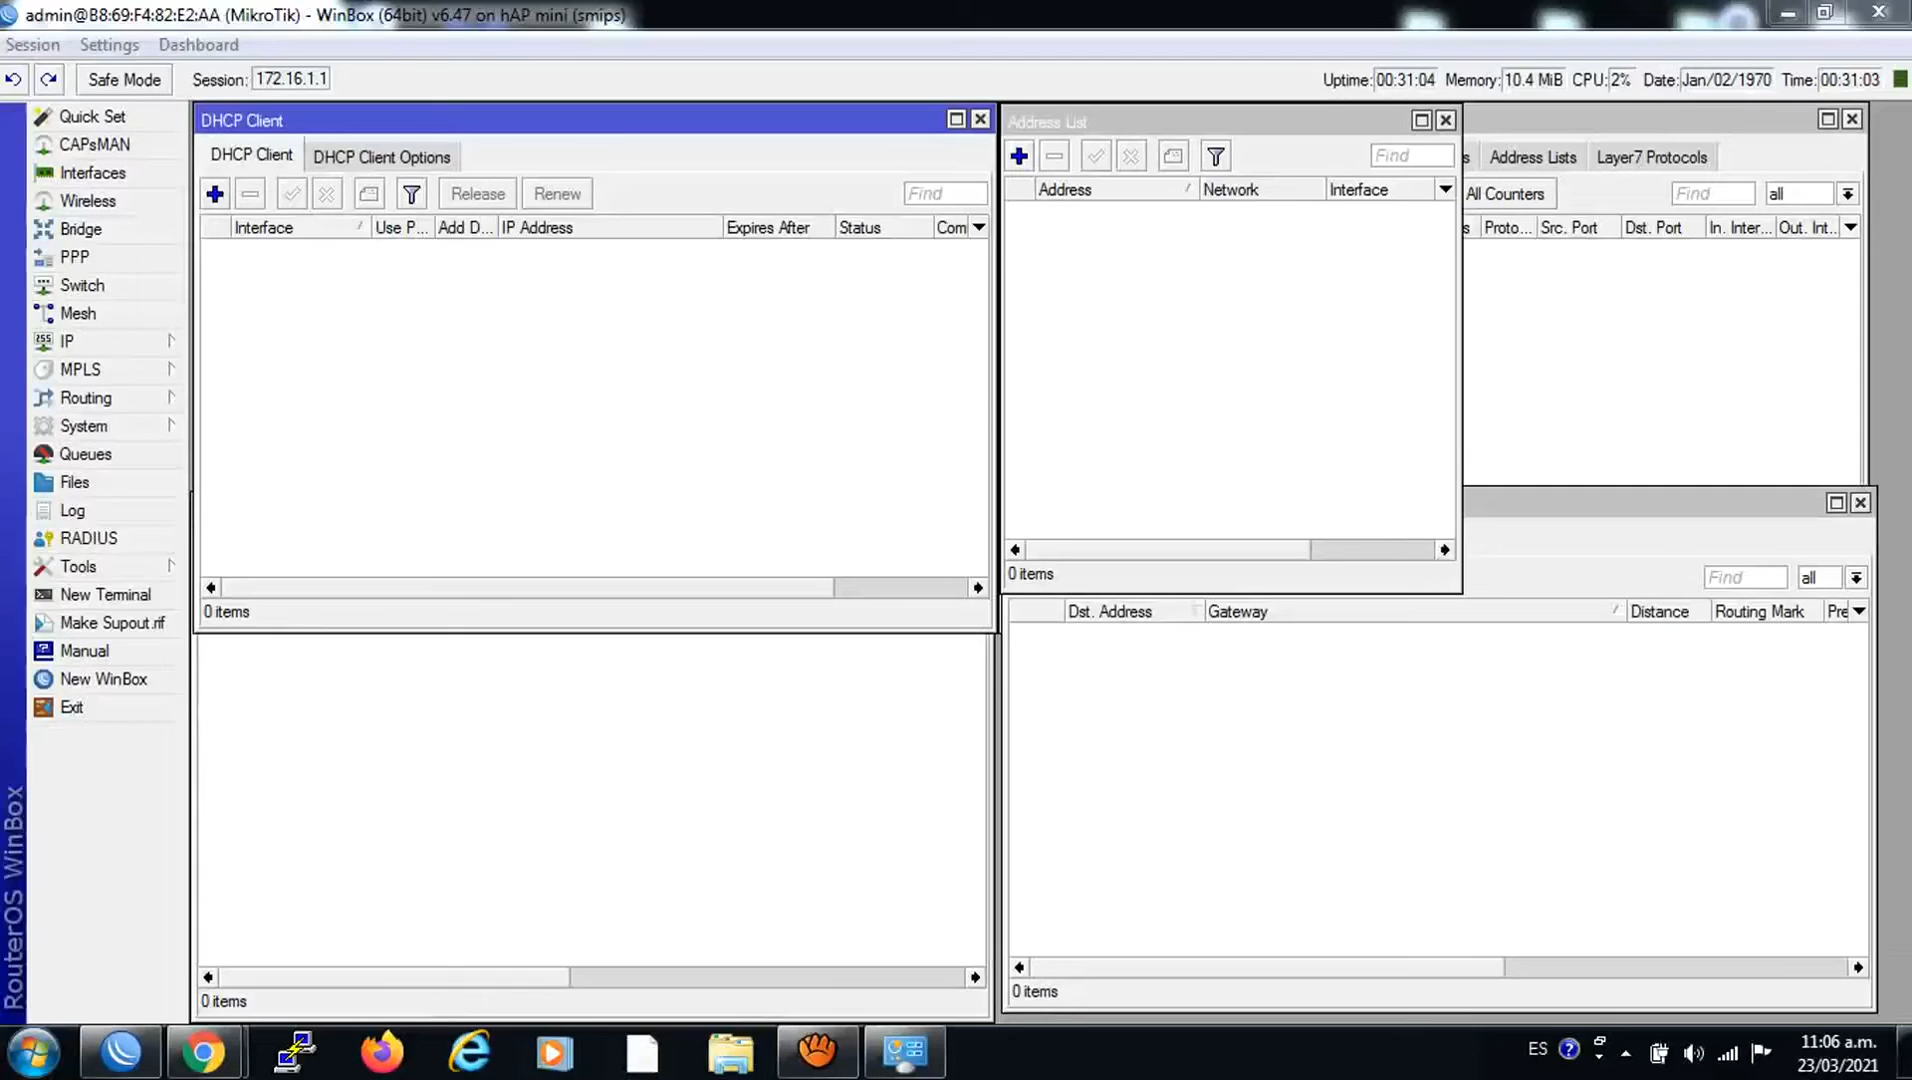 admin@B8:69:F4:82:E2:AA (MikroTik) - WinBox (64bit) v6.47 on hAP mini (smips)
Session Settings Dashboard
Safe Mode Session: 172.16.1.1 Uptime: 00:31:04 Memory: 10.4 MiB CPU: 2% Date: Jan/02/1970 Time: 00:31:03
Quick Set
CAPsMAN
Interfaces
Wireless
Bridge
PPP
Switch
Mesh
IP
MPLS
Routing
System
Queues
Files
Log
RADIUS
Tools
New Terminal
Make Supout.rif
Manual
New WinBox
Exit
RouterOS WinBox
DHCP Client
DHCP Client DHCP Client Options
Release Renew Find
Interface Use P... Add D... IP Address Expires After Status Com
0 items
0 items
Address List
Find
Address Network Interface
0 items
s Address Lists Layer7 Protocols
All Counters Find all
s Proto... Src. Port Dst. Port In. Inter... Out. Int...
Find all
Dst. Address Gateway Distance Routing Mark Pre
0 items
ES
11:06 a.m.
23/03/2021